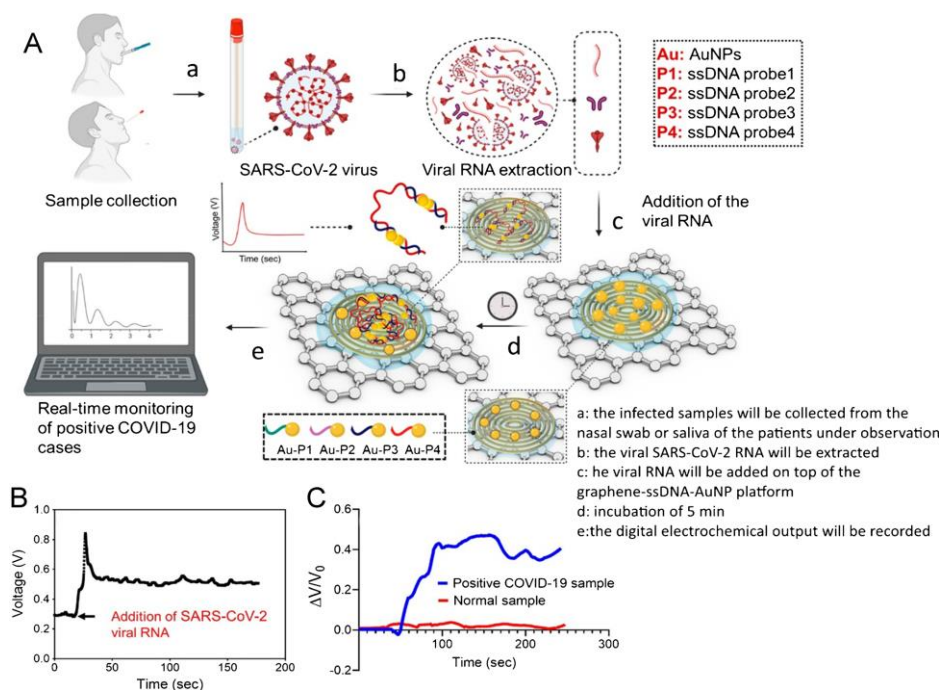 A
a
b
Au: AuNPs
P1: ssDNA probe1
P2: ssDNA probe2
P3: ssDNA probe3
P4: ssDNA probe4
SARS-CoV-2 virus
Viral RNA extraction
Sample collection
Voltage (V)
Time (sec)
Addition of the
viral RNA
c
0 1 2 3 4
e
d
Real-time monitoring
of positive COVID-19
cases
Au-P1 Au-P2 Au-P3 Au-P4
a: the infected samples will be collected from the
nasal swab or saliva of the patients under observation
b: the viral SARS-CoV-2 RNA will be extracted
c: he viral RNA will be added on top of the
graphene-ssDNA-AuNP platform
d: incubation of 5 min
e:the digital electrochemical output will be recorded
B
Voltage (V)
1.0
0.8
0.6
0.4
0.2
0.0
Addition of SARS-CoV-2
viral RNA
0 50 100 150 200
Time (sec)
C
ΔV/V0
0.6
0.4
0.2
0.0
-0.2
Positive COVID-19 sample
Normal sample
100 200 300
Time (sec)